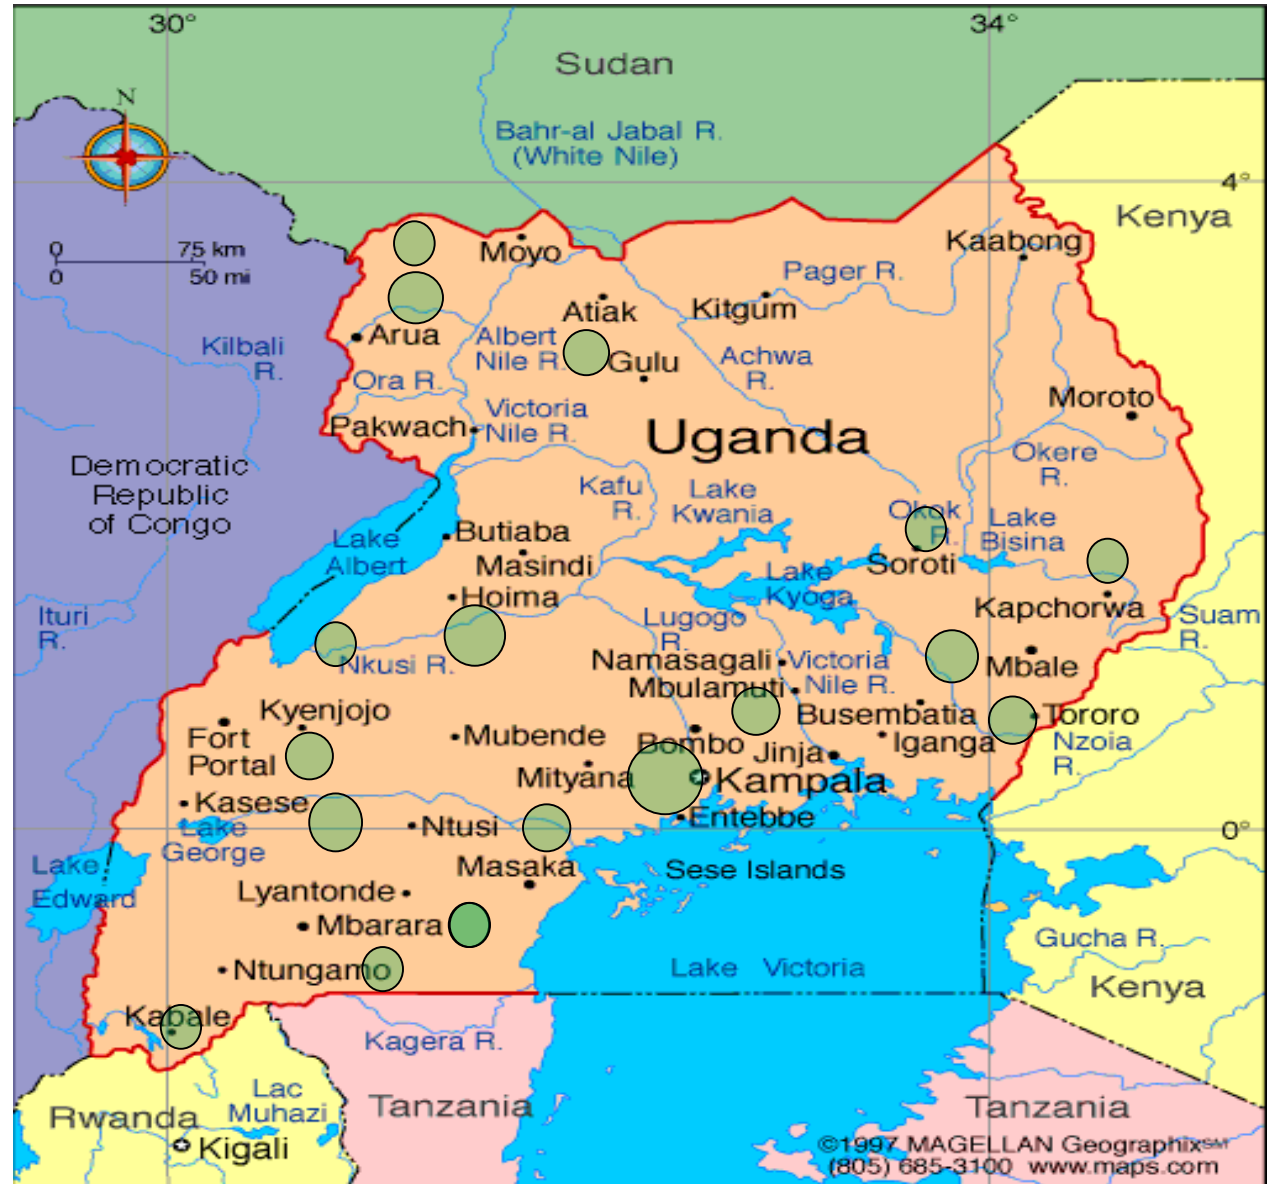 30°
34°
Sudan
N
Bahr-al Jabal R.
(White Nile)
4°
Kenya
0
75 km
0
50 mi
Moyo
Kaabong
Pager R.
Atiak
Kitgum
Arua
Albert
Nile R.
Gulu
Achwa
R.
Kilbali
R.
Ora R.
Victoria
Nile R.
Pakwach
Moroto
Uganda
Okere
R.
Democratic
Republic
of Congo
Kafu
R.
Lake
Kwania
Okok
R.
Lake
Bisina
Lake
Albert
Butiaba
Masindi
Soroti
Lake
Kyoga
Hoima
Kapchorwa
Ituri
R.
Suam
R.
Lugogo
R.
Nkusi R.
Namasagali
Victoria
Nile R.
Mbale
Mbulamuti
Kyenjojo
Busembatia
Tororo
Fort
Portal
Mubende
Bombo
Jinja
Iganga
Nzoia
R.
Mityana
Kampala
Kasese
Ntusi
Entebbe
0°
Lake
George
Lake
Edward
Masaka
Sese Islands
Lyantonde
Mbarara
Gucha R.
Ntungamo
Lake Victoria
Kenya
Kabale
Kagera R.
Lac
Muhazi
Rwanda
Tanzania
Tanzania
Kigali
©1997 MAGELLAN Geographix℠
(805) 685-3100 www.maps.com